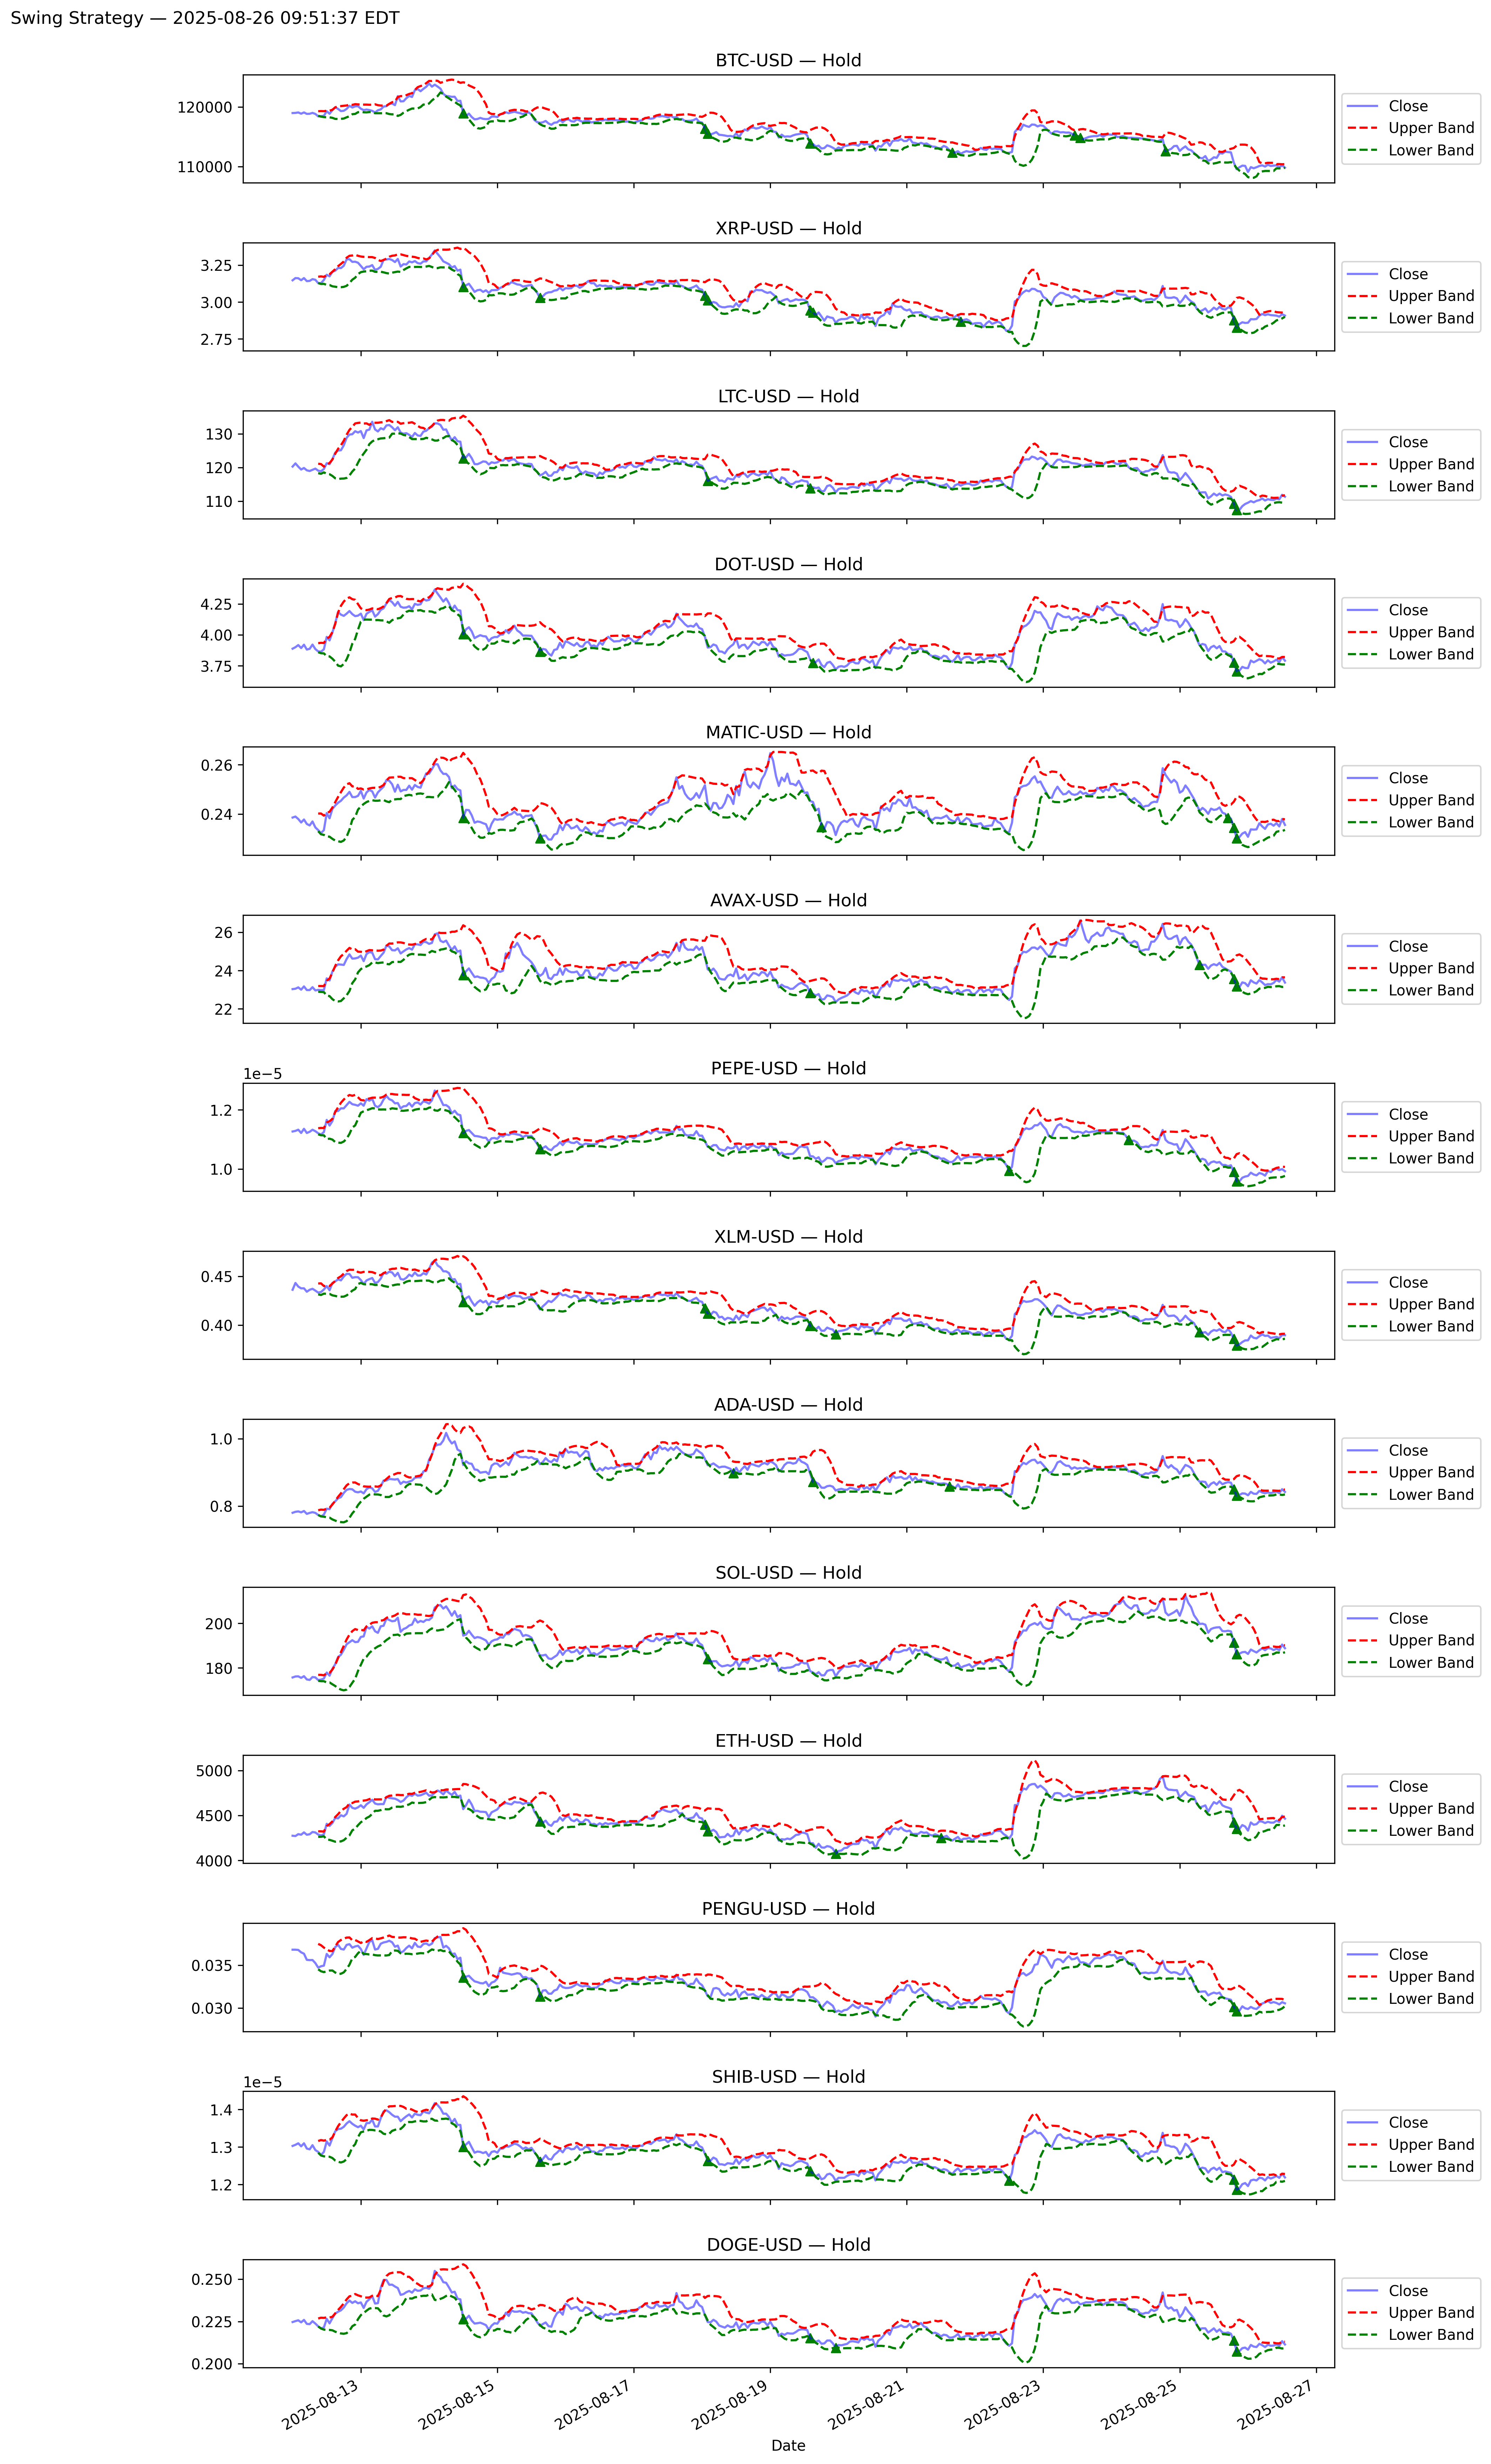 Swing Strategy — 2025-08-26 09:51:37 EDT
BTC-USD — Hold
120000
110000
Close
Upper Band
Lower Band
XRP-USD — Hold
3.25
3.00
2.75
Close
Upper Band
Lower Band
LTC-USD — Hold
130
120
110
Close
Upper Band
Lower Band
DOT-USD — Hold
4.25
4.00
3.75
Close
Upper Band
Lower Band
MATIC-USD — Hold
0.26
0.24
Close
Upper Band
Lower Band
AVAX-USD — Hold
26
24
22
Close
Upper Band
Lower Band
PEPE-USD — Hold
1e−5
1.2
1.0
Close
Upper Band
Lower Band
XLM-USD — Hold
0.45
0.40
Close
Upper Band
Lower Band
ADA-USD — Hold
1.0
0.8
Close
Upper Band
Lower Band
SOL-USD — Hold
200
180
Close
Upper Band
Lower Band
ETH-USD — Hold
5000
4500
4000
Close
Upper Band
Lower Band
PENGU-USD — Hold
0.035
0.030
Close
Upper Band
Lower Band
SHIB-USD — Hold
1e−5
1.4
1.3
1.2
Close
Upper Band
Lower Band
DOGE-USD — Hold
0.250
0.225
0.200
Close
Upper Band
Lower Band
2025-08-13
2025-08-15
2025-08-17
2025-08-19
2025-08-21
2025-08-23
2025-08-25
2025-08-27
Date